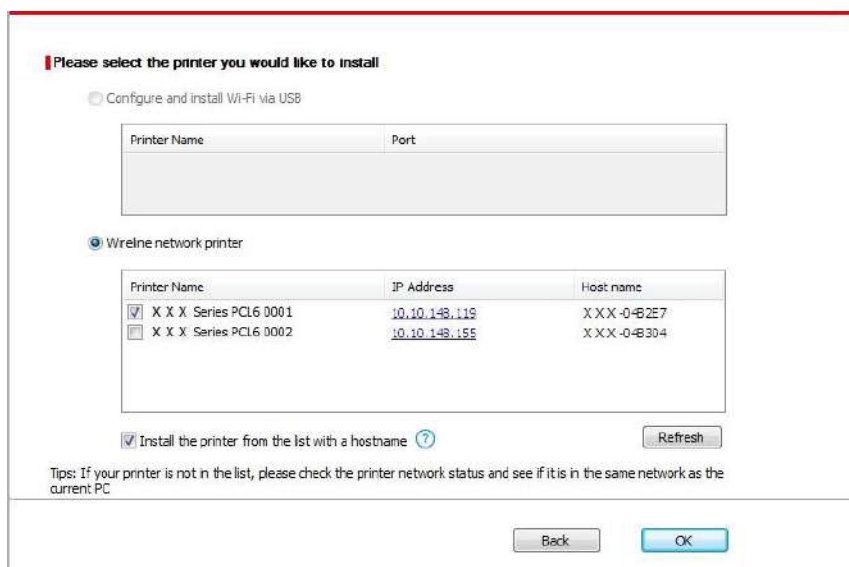 Please select the printer you would like to install
Configure and install Wi-Fi via USB
Printer Name Port
Wireline network printer
Printer Name IP Address Host name
X X X Series PCL6 0001 10.10.148.119 X X X -04B2E7
X X X Series PCL6 0002 10.10.148.155 X X X -04B304
Install the printer from the list with a hostname ?
Refresh
Tips: If your printer is not in the list, please check the printer network status and see if it is in the same network as the
current PC
Back OK